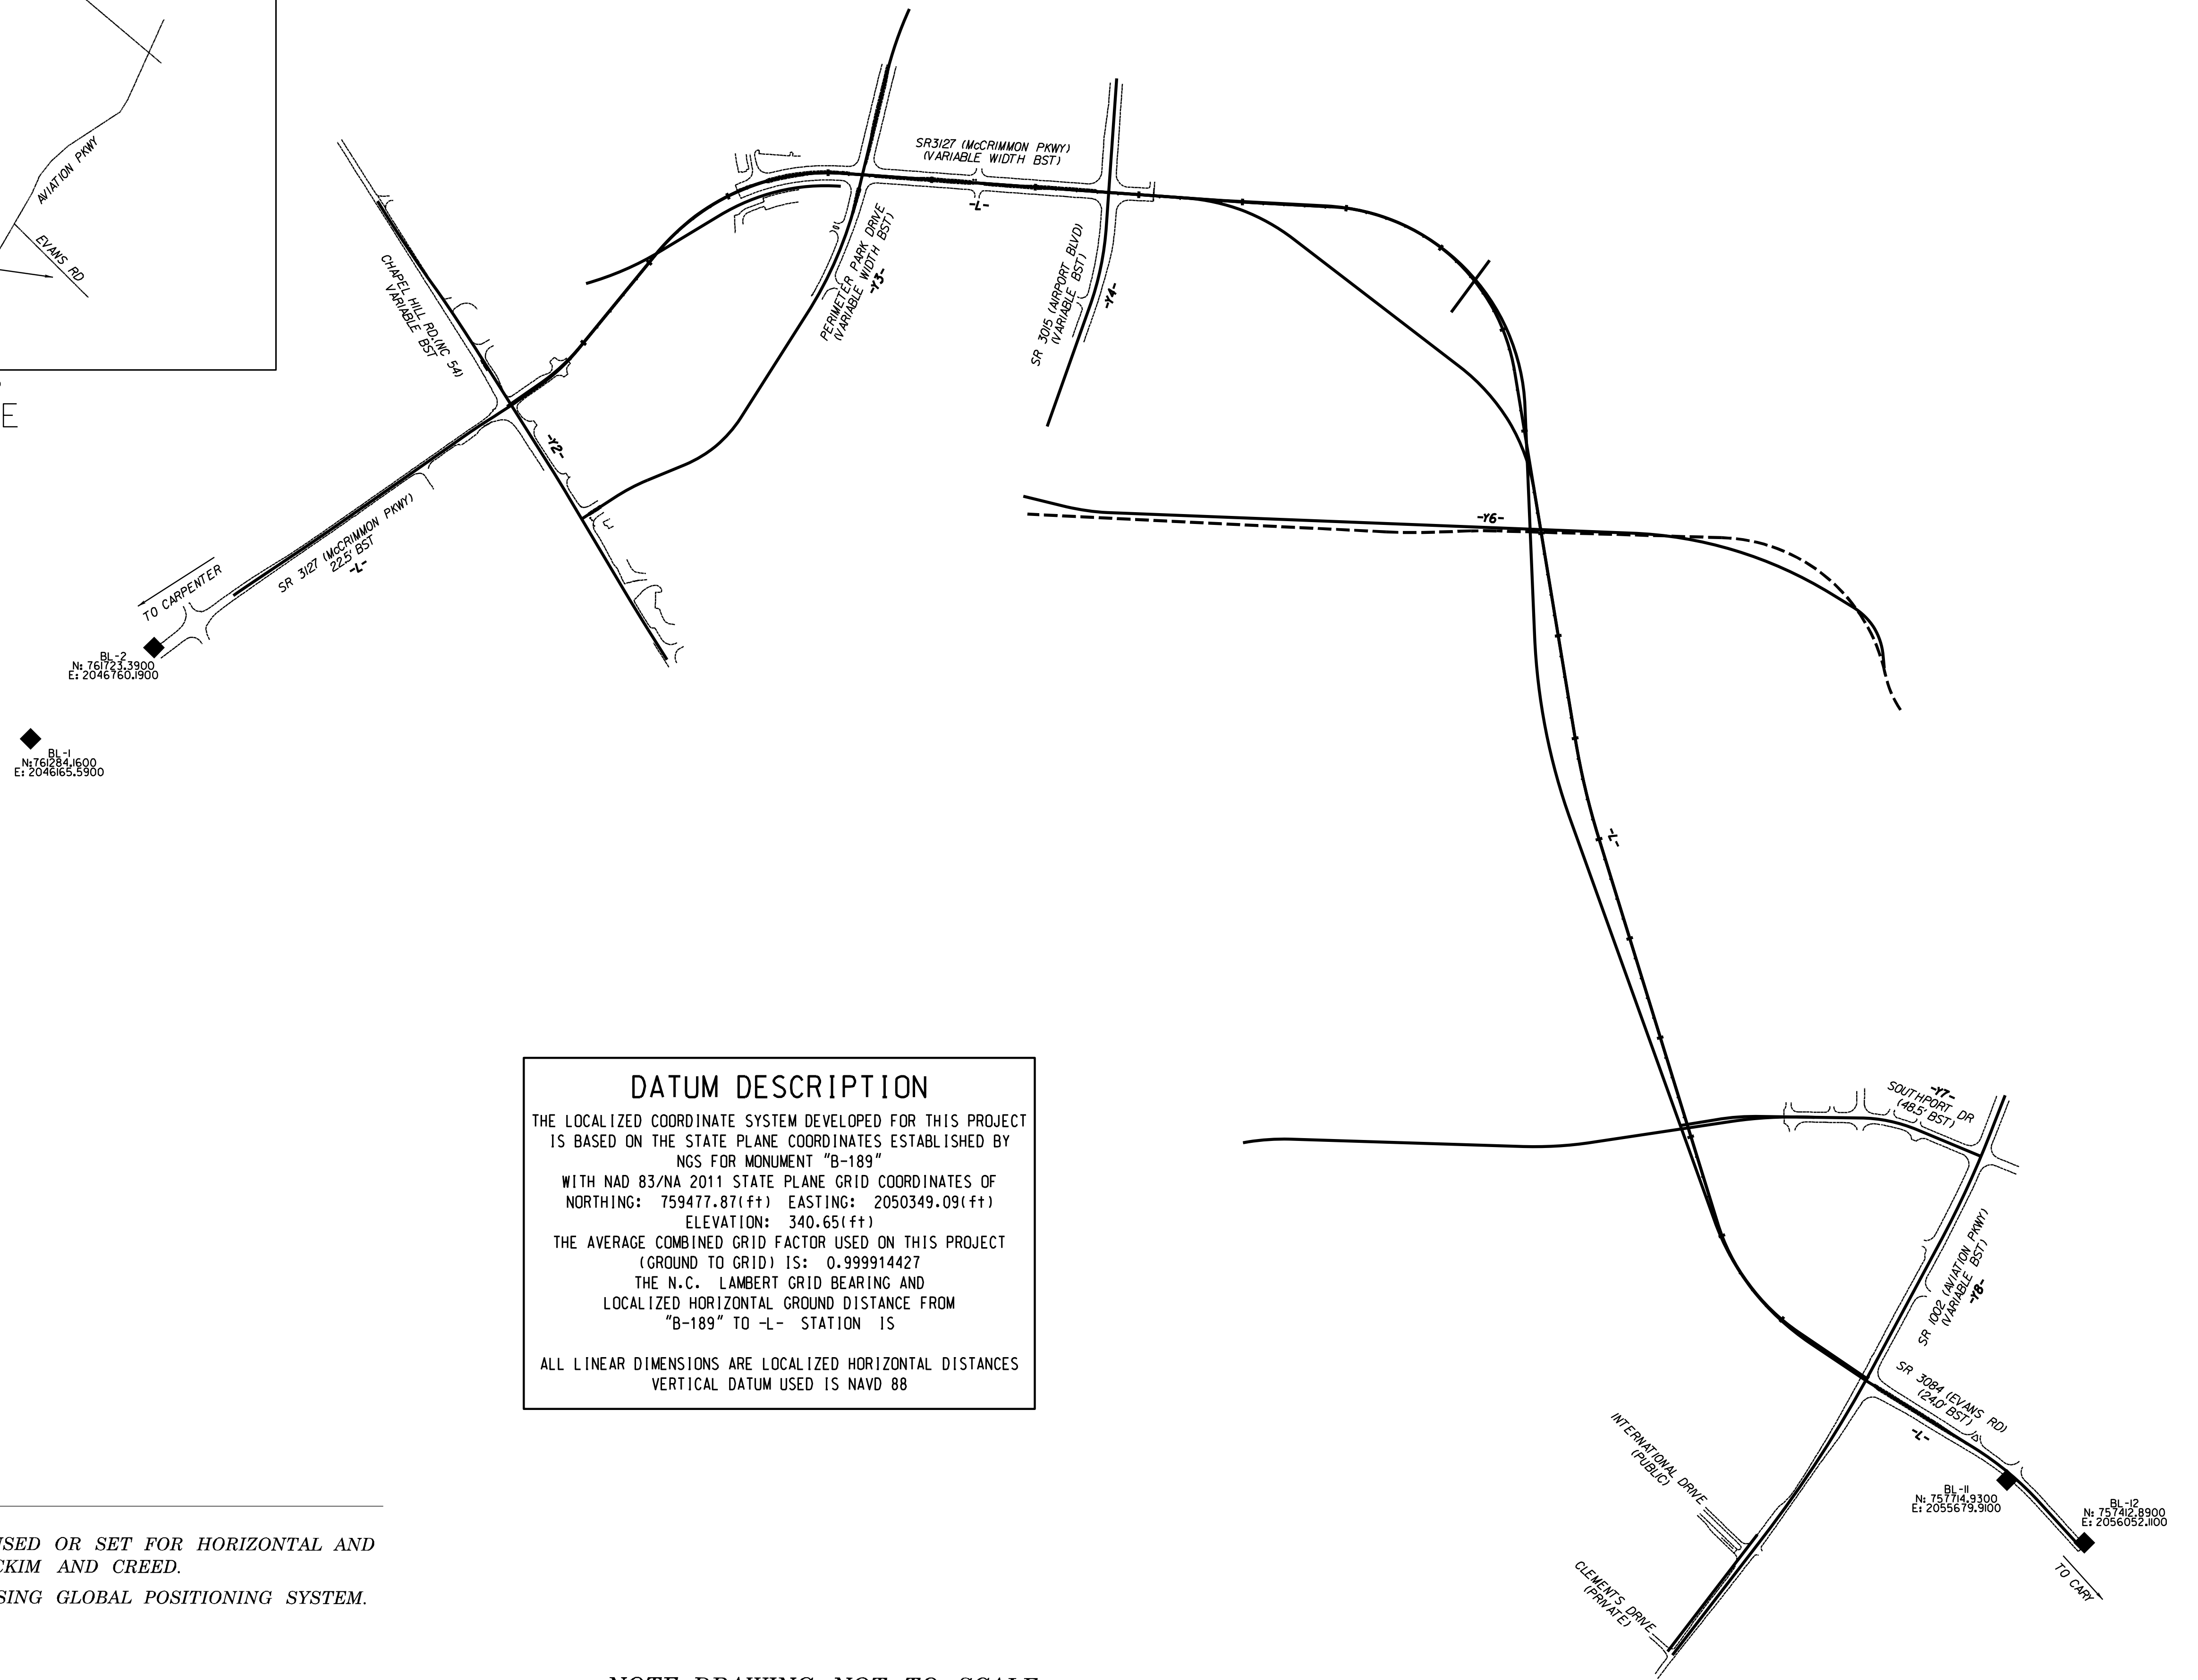 AVIATION PKWY
EVANS RD
E
SR3127 (McCRIMMON PKWY)
(VARIABLE WIDTH BST)
-L-
CHAPEL HILL RD.(NC 54)
VARIABLE BST
PERIMETER PARK DRIVE
(VARIABLE WIDTH BST)
-Y3-
SR 3015 (AIRPORT BLVD)
(VARIABLE BST)
-Y4-
-Y2-
-Y6-
SR 3127 (McCRIMMON PKWY)
22.5' BST
-L-
TO CARPENTER
BL-2
N: 761723.3900
E: 2046760.1900
BL-1
N:761284.1600
E: 2046165.5900
-L-
DATUM DESCRIPTION
THE LOCALIZED COORDINATE SYSTEM DEVELOPED FOR THIS PROJECT
IS BASED ON THE STATE PLANE COORDINATES ESTABLISHED BY
NGS FOR MONUMENT "B-189"
WITH NAD 83/NA 2011 STATE PLANE GRID COORDINATES OF
NORTHING: 759477.87(ft) EASTING: 2050349.09(ft)
ELEVATION: 340.65(ft)
THE AVERAGE COMBINED GRID FACTOR USED ON THIS PROJECT
(GROUND TO GRID) IS: 0.999914427
THE N.C. LAMBERT GRID BEARING AND
LOCALIZED HORIZONTAL GROUND DISTANCE FROM
"B-189" TO -L- STATION IS
ALL LINEAR DIMENSIONS ARE LOCALIZED HORIZONTAL DISTANCES
VERTICAL DATUM USED IS NAVD 88
-Y7-
SOUTHPORT DR
(48.5' BST)
SR 1002 (AVIATION PKWY)
(VARIABLE BST)
-Y8-
SR 3084 (EVANS RD)
(24.0' BST)
-L-
INTERNATIONAL DRIVE
(PUBLIC)
CLEMENTS DRIVE
(PRIVATE)
BL-11
N: 757714.9300
E: 2055679.9100
BL-12
N: 757412.8900
E: 2056052.1100
TO CARY
USED OR SET FOR HORIZONTAL AND
CKIM AND CREED.
SING GLOBAL POSITIONING SYSTEM.
NOTE DRAWING NOT TO SCALE